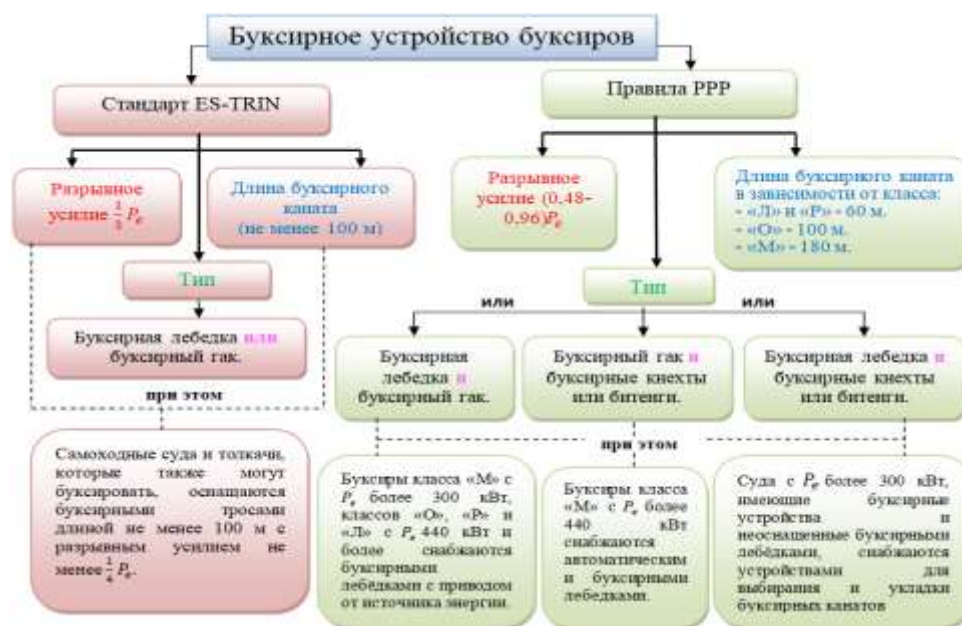 Буксирное устройство буксиров
Стандарт ES-TRIN
Правила РРР
Разрывное
усилие 1/3 Pe
Длина буксирного
каната
(не менее 100 м)
Разрывное
усилие (0,48-
0,96)Pe
Длина буксирного каната
в зависимости от класса:
- «Л» и «Р» - 60 м.
- «О» - 100 м.
- «М» - 180 м.
Тип
Тип
или
или
Буксирная лебедка или
буксирный гак.
Буксирная
лебедка и
буксирный гак.
Буксирный гак и
буксирные кнехты
или битенги.
Буксирная лебедка и
буксирные кнехты
или битенги.
при этом
при этом
Самоходные суда и толкачи,
которые также могут
буксировать, оснащаются
буксирными тросами
длиной не менее 100 м с
разрывным усилием не
менее 1/4 Pe.
Буксиры класса «М» с
Pe более 300 кВт,
классов «О», «Р» и
«Л» с Pe 440 кВт и
более снабжаются
буксирными
лебёдками с приводом
от источника энергии.
Буксиры класса
«М» с Pe более
440 кВт
снабжаются
автоматическим
и буксирными
лебедками.
Суда с Pe более 300 кВт,
имеющие буксирные
устройства и
неоснащенные буксирными
лебёдками, снабжаются
устройствами для
выбирания и укладки
буксирных канатов